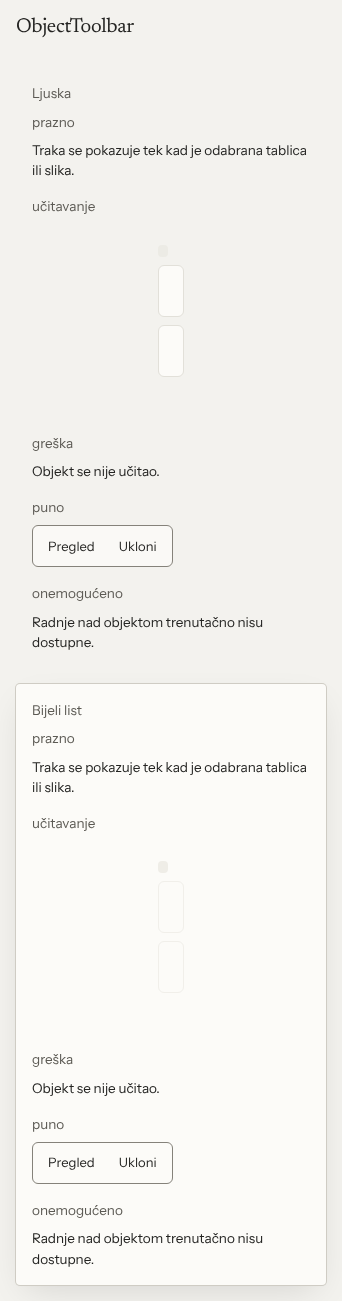 ObjectToolbar
Ljuska
prazno
Traka se pokazuje tek kad je odabrana tablica
ili slika.
učitavanje
greška
Objekt se nije učitao.
puno
Pregled Ukloni
onemogućeno
Radnje nad objektom trenutačno nisu
dostupne.
Bijeli list
prazno
Traka se pokazuje tek kad je odabrana tablica
ili slika.
učitavanje
greška
Objekt se nije učitao.
puno
Pregled Ukloni
onemogućeno
Radnje nad objektom trenutačno nisu
dostupne.